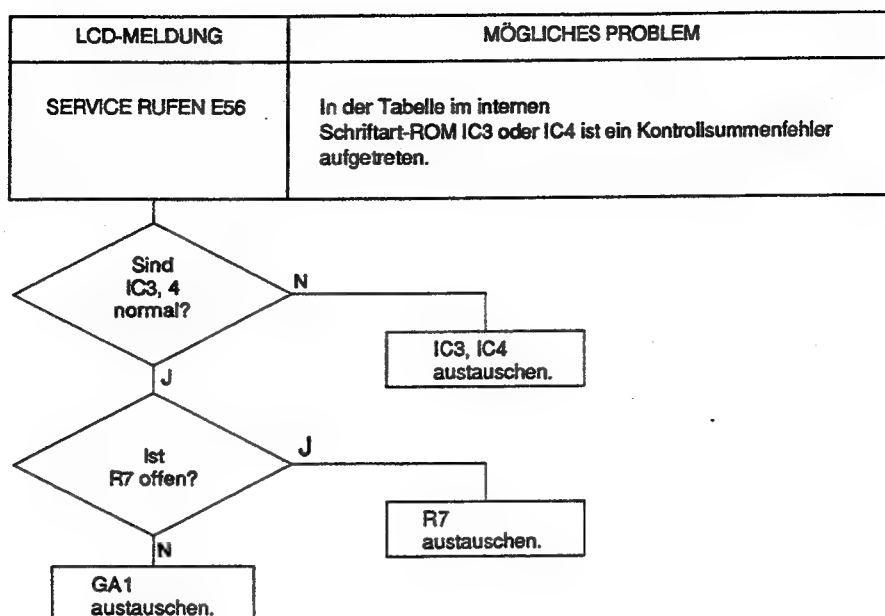 LCD-MELDUNG
MÖGLICHES PROBLEM
SERVICE RUFEN E56
In der Tabelle im internen
Schriftart-ROM IC3 oder IC4 ist ein Kontrollsummenfehler
aufgetreten.
Sind
IC3, 4
normal?
N
IC3, IC4
austauschen.
J
Ist
R7 offen?
J
R7
austauschen.
N
GA1
austauschen.